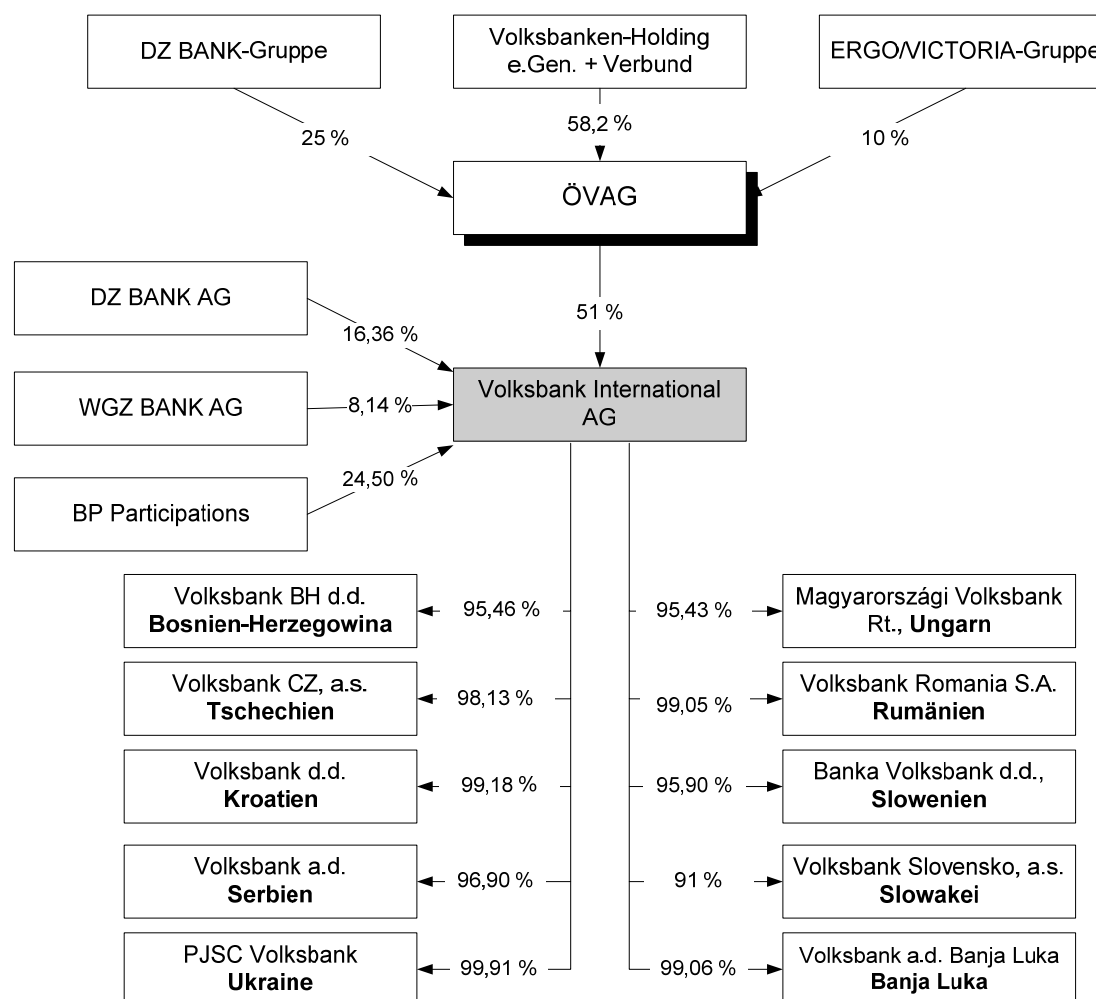 DZ BANK-Gruppe
Volksbanken-Holding
e.Gen. + Verbund
ERGO/VICTORIA-Gruppe
25 %
58,2 %
10 %
ÖVAG
DZ BANK AG
51 %
16,36 %
WGZ BANK AG
8,14 %
Volksbank International
AG
24,50 %
BP Participations
Volksbank BH d.d.
Bosnien-Herzegowina
95,46 %
95,43 %
Magyarországi Volksbank
Rt., Ungarn
Volksbank CZ, a.s.
Tschechien
98,13 %
99,05 %
Volksbank Romania S.A.
Rumänien
Volksbank d.d.
Kroatien
99,18 %
95,90 %
Banka Volksbank d.d.,
Slowenien
Volksbank a.d.
Serbien
96,90 %
91 %
Volksbank Slovensko, a.s.
Slowakei
PJSC Volksbank
Ukraine
99,91 %
99,06 %
Volksbank a.d. Banja Luka
Banja Luka